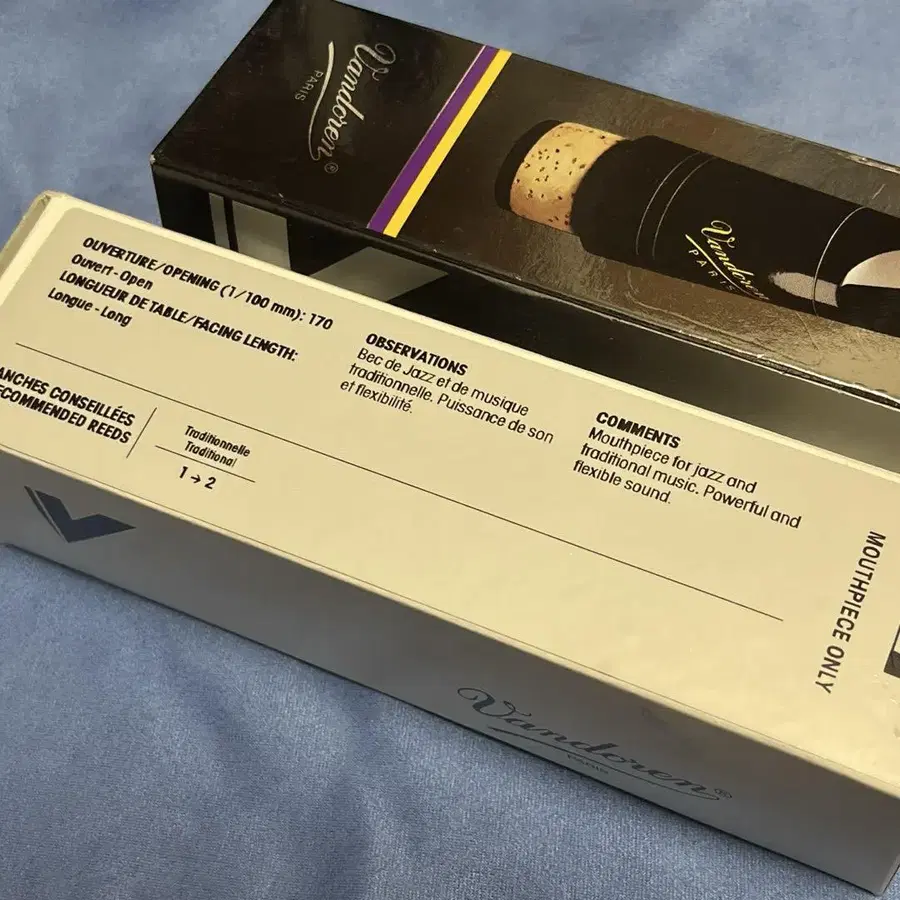 Vandoren®
PARIS
Vandoren
PARIS
OUVERTURE/OPENING (1/100 mm): 170
Ouvert - Open
LONGUEUR DE TABLE/FACING LENGTH:
Longue - Long
OBSERVATIONS
Bec de Jazz et de musique
traditionnelle. Puissance de son
et flexibilité.
COMMENTS
Mouthpiece for jazz and
traditional music. Powerful and
flexible sound.
ANCHES CONSEILLÉES
RECOMMENDED REEDS
Traditionnelle
Traditional
1 → 2
MOUTHPIECE ONLY
Vandoren®
PARIS